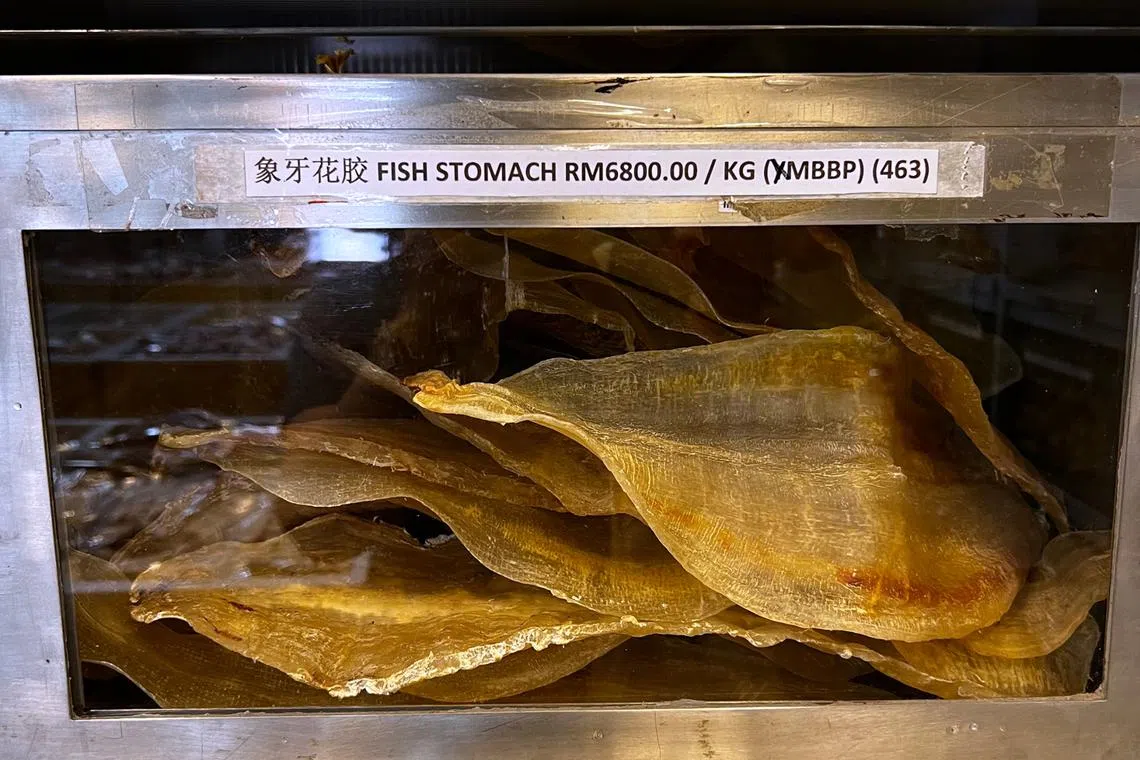 象牙花胶 FISH STOMACH RM6800.00 / KG (XMBBP) (463)